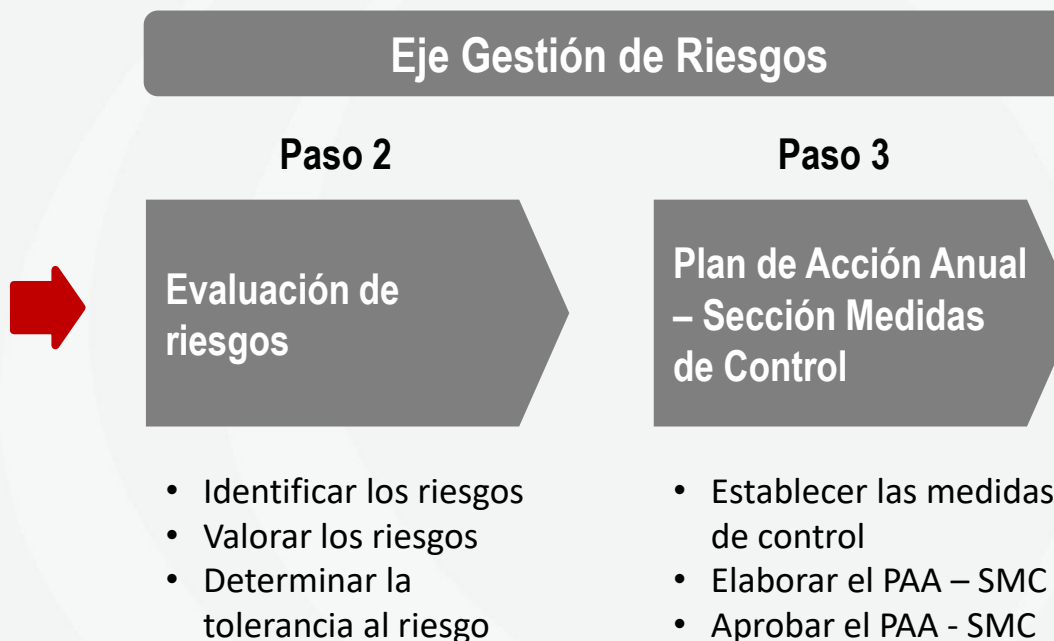 Eje Gestión de Riesgos
Paso 2
Evaluación de
riesgos
• Identificar los riesgos
• Valorar los riesgos
• Determinar la
tolerancia al riesgo
Paso 3
Plan de Acción Anual
– Sección Medidas
de Control
• Establecer las medidas
de control
• Elaborar el PAA – SMC
• Aprobar el PAA - SMC